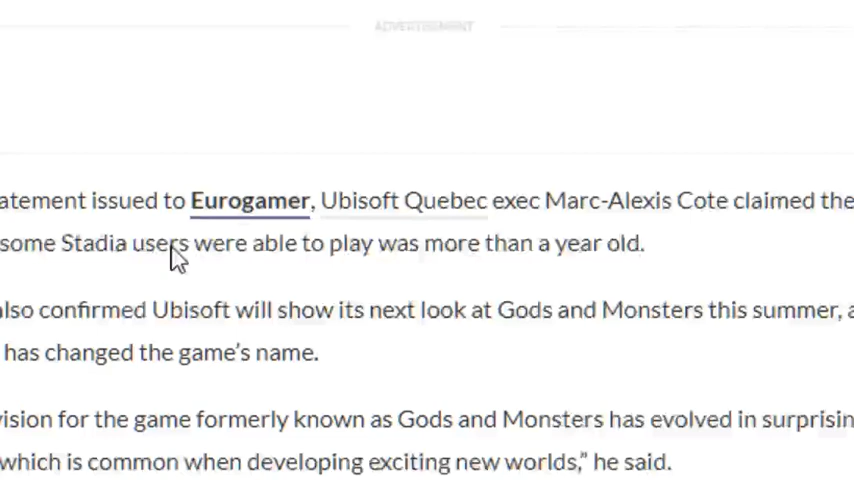 ADVERTISEMENT
atement issued to Eurogamer, Ubisoft Quebec exec Marc-Alexis Cote claimed the
some Stadia users were able to play was more than a year old.
also confirmed Ubisoft will show its next look at Gods and Monsters this summer, a
has changed the game's name.
vision for the game formerly known as Gods and Monsters has evolved in surprisin
which is common when developing exciting new worlds,” he said.